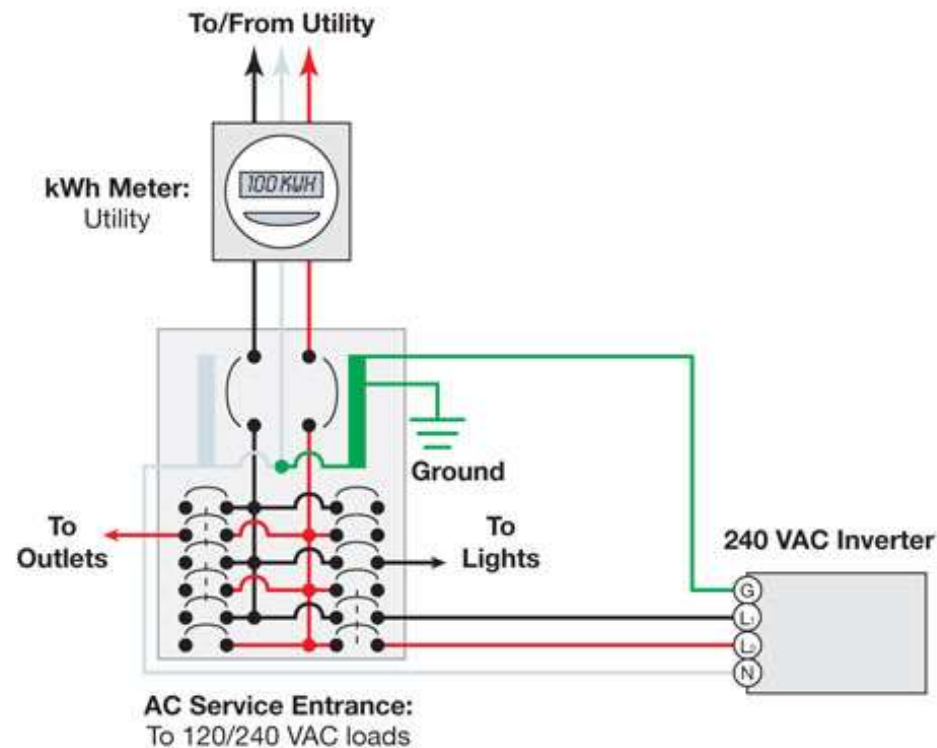 To/From Utility
100 KWH
kWh Meter:
Utility
Ground
To
Outlets
To
Lights
240 VAC Inverter
G
L₁
L₂
N
AC Service Entrance:
To 120/240 VAC loads